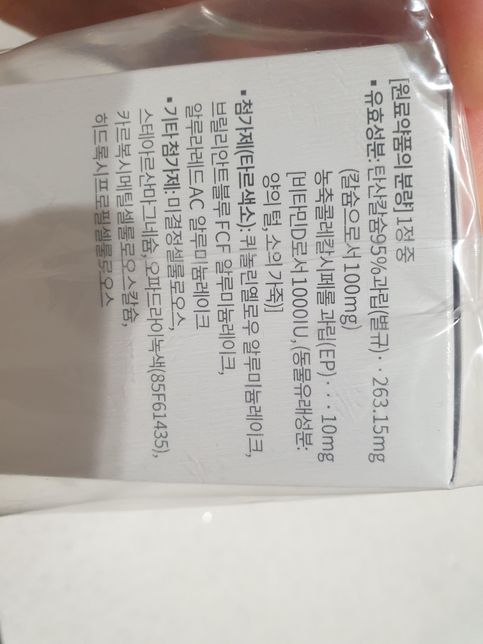 [원료약품의 분량] 1정 중
▪ 유효성분: 탄산칼슘95%과립(별규)··263.15mg
(칼슘으로서 100mg)
농축콜레칼시페롤 과립(EP)···10mg
[비타민D로서 1000IU, (동물유래성분:
양의 털, 소의 가죽)]
▪ 첨가제(타르색소): 퀴놀린옐로우 알루미늄레이크,
브릴리안트블루 FCF 알루미늄레이크,
알루라레드AC 알루미늄레이크
▪ 기타 첨가제: 미결정셀룰로오스,
스테아르산마그네슘, 오파드라이녹색(85F61435),
카르복시메틸셀룰로오스칼슘,
히드록시프로필셀룰로오스